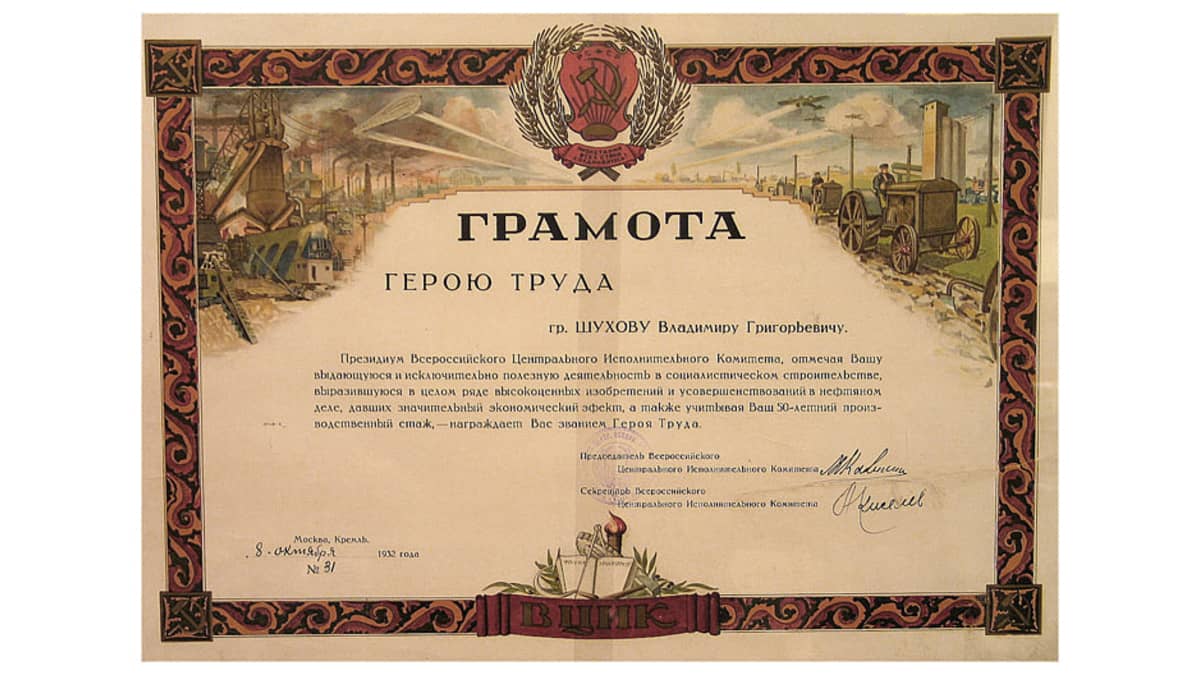 ГРАМОТА
ГЕРОЮ ТРУДА
гр. ШУХОВУ Владимиру Григорьевичу.
Президиум Всероссийского Центрального Исполнительного Комитета, отмечая Вашу
выдающуюся и исключительно полезную деятельность в социалистическом строительстве,
выразившуюся в целом ряде высокоценных изобретений и усовершенствований в нефтяном
деле, давших значительный экономический эфект, а также учитывая Ваш 50-летний произ-
водственный стаж, — награждает Вас званием Героя Труда.
Председатель Всероссийского
Центрального Исполнительного Комитета МКалинин
Секретарь Всероссийского
Центрального Исполнительного Комитета АКиселев
Москва, Кремль.
8. октября 1932 года
№ 31
ВЦИК